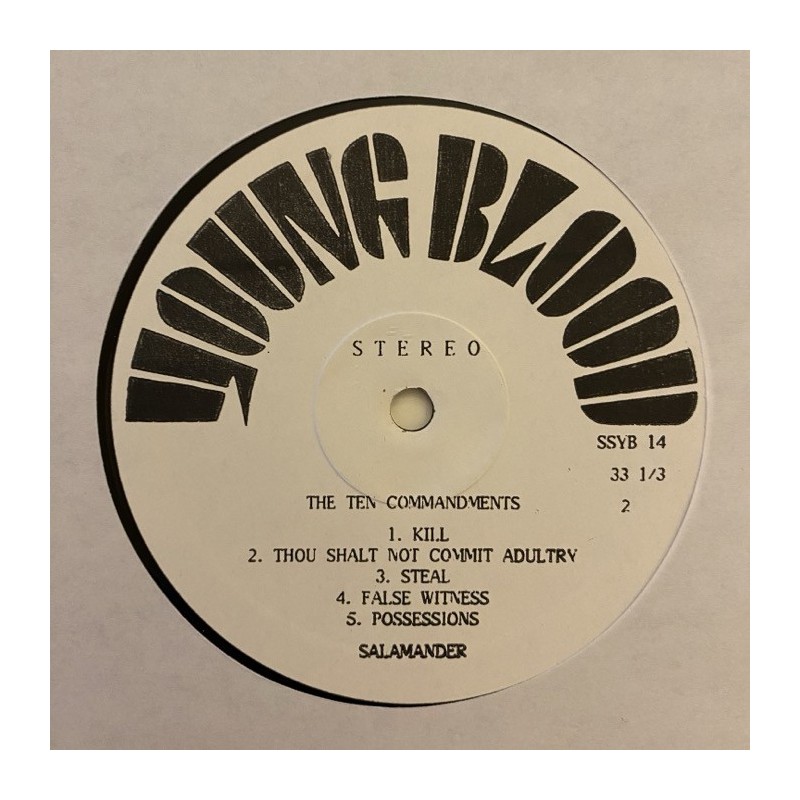 YOUNG BLOOD
STEREO
SSYB 14
33 1/3
2
THE TEN COMMANDMENTS
1. KILL
2. THOU SHALT NOT COMMIT ADULTRY
3. STEAL
4. FALSE WITNESS
5. POSSESSIONS
SALAMANDER